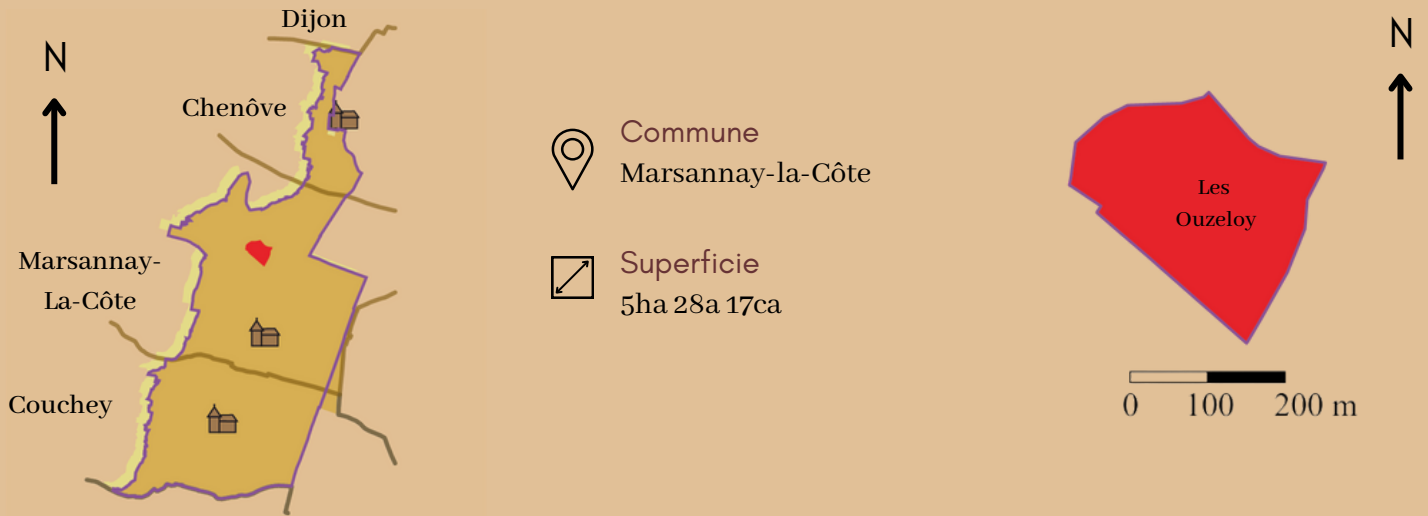 Dijon
N
Chenôve
Marsannay-
La-Côte
Couchey
Commune
Marsannay-la-Côte
Superficie
5ha 28a 17ca
N
Les
Ouzeloy
0 100 200 m